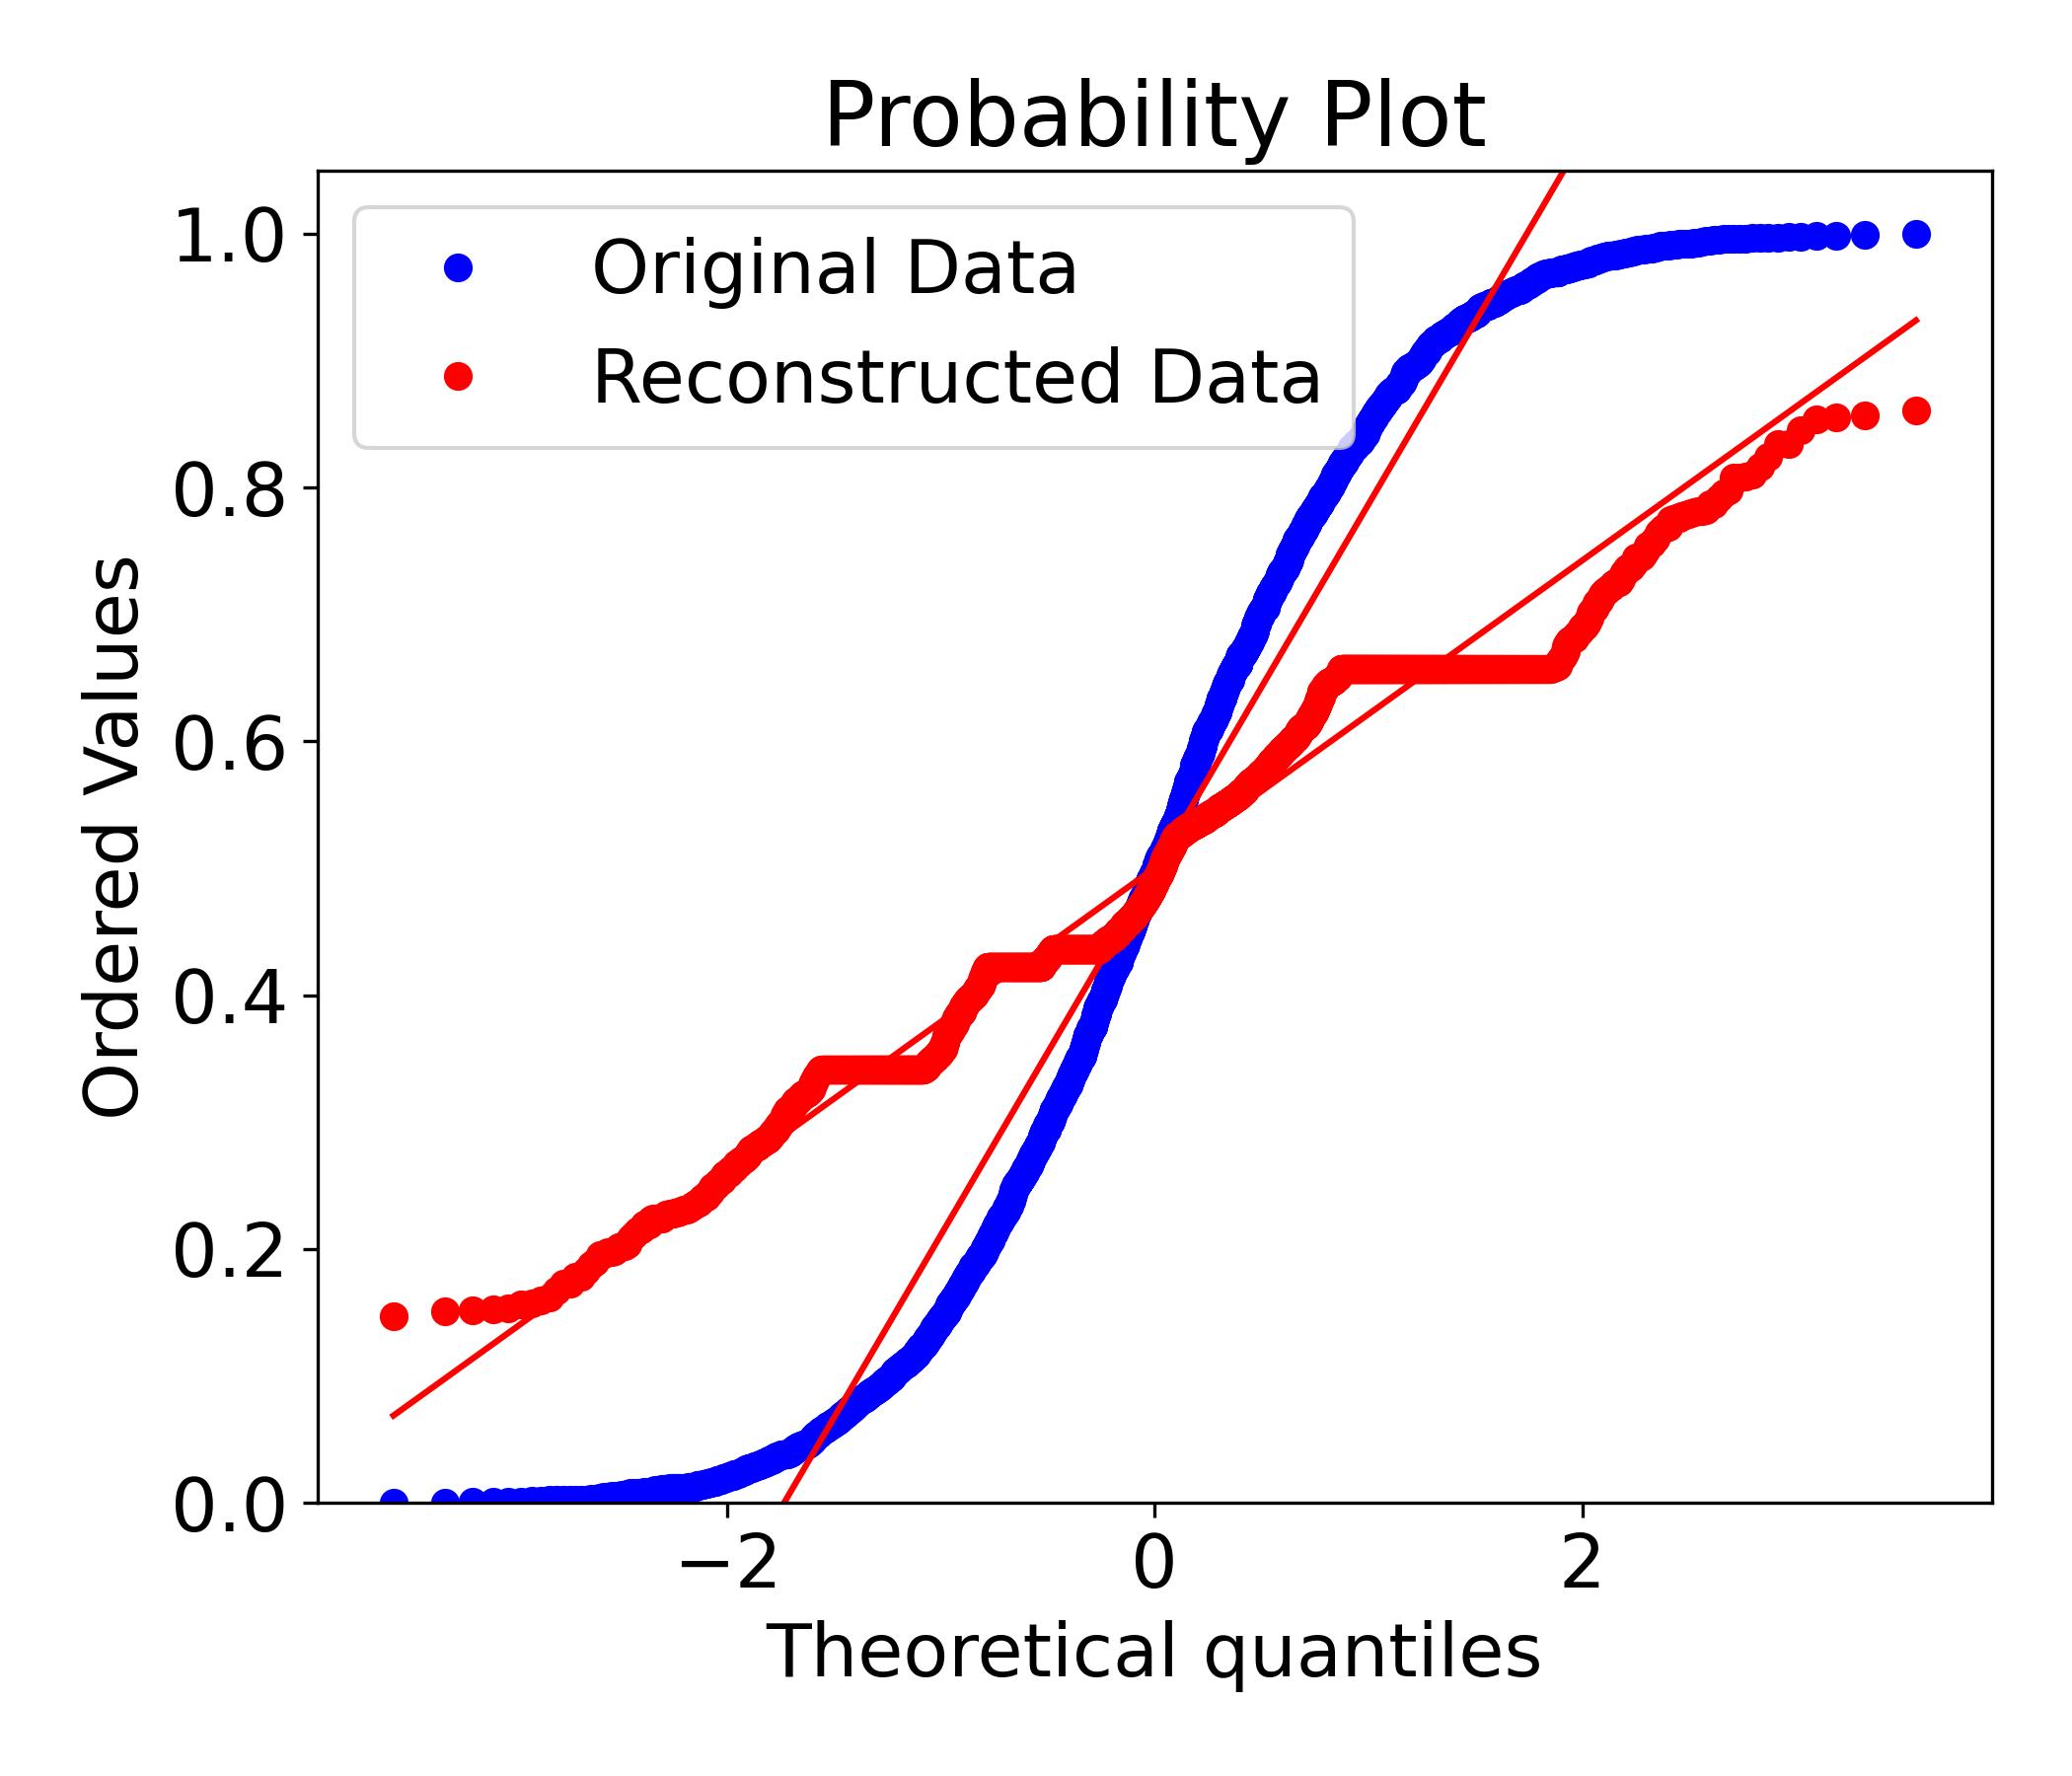 Probability Plot
Original Data
Reconstructed Data
1.0
0.8
0.6
0.4
0.2
0.0
Ordered Values
−2 0 2
Theoretical quantiles